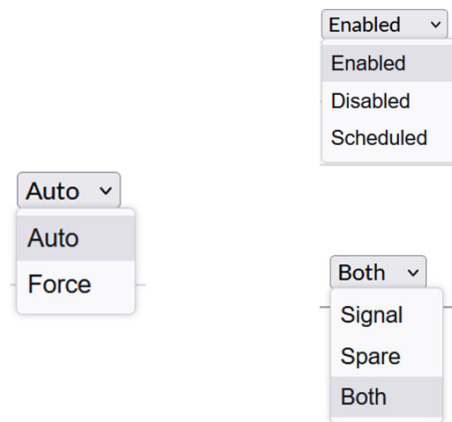 Enabled
Enabled
Disabled
Scheduled
Auto
Auto
Force
Both
Signal
Spare
Both